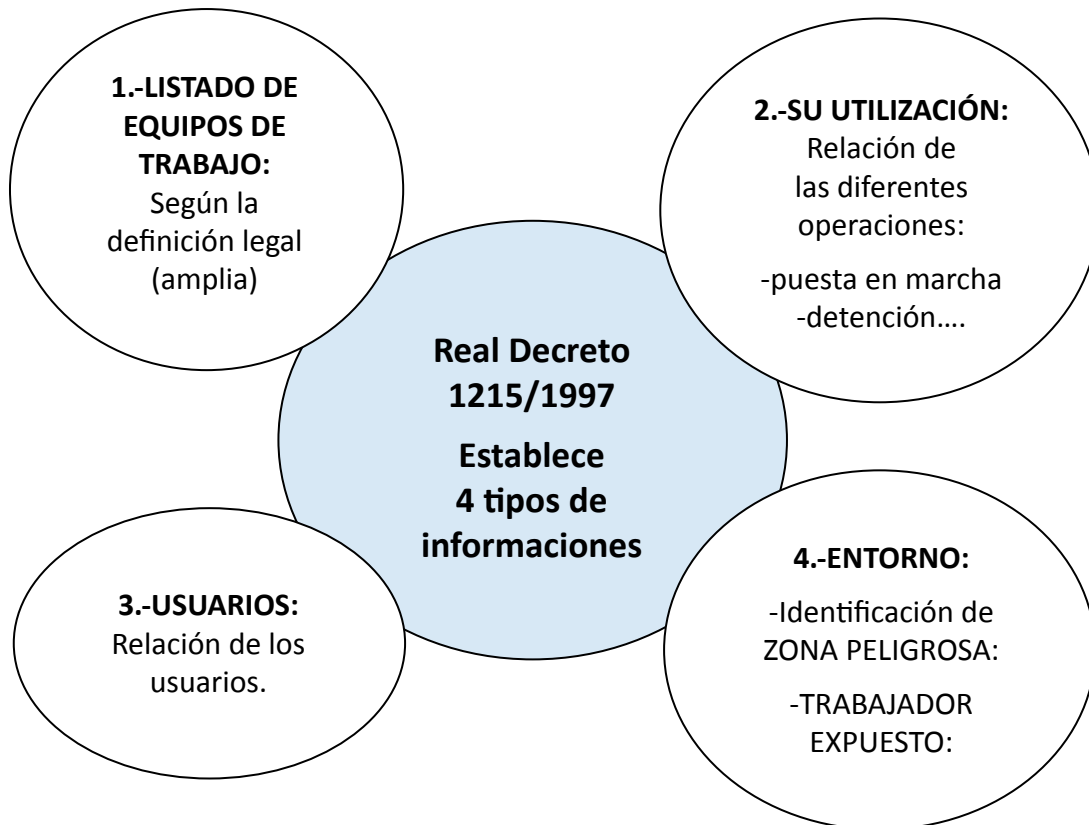 1.-LISTADO DE
EQUIPOS DE
TRABAJO:
Según la
definición legal
(amplia)
2.-SU UTILIZACIÓN:
Relación de
las diferentes
operaciones:
-puesta en marcha
-detención....
Real Decreto
1215/1997
Establece
4 tipos de
informaciones
3.-USUARIOS:
Relación de los
usuarios.
4.-ENTORNO:
-Identificación de
ZONA PELIGROSA:
-TRABAJADOR
EXPUESTO: